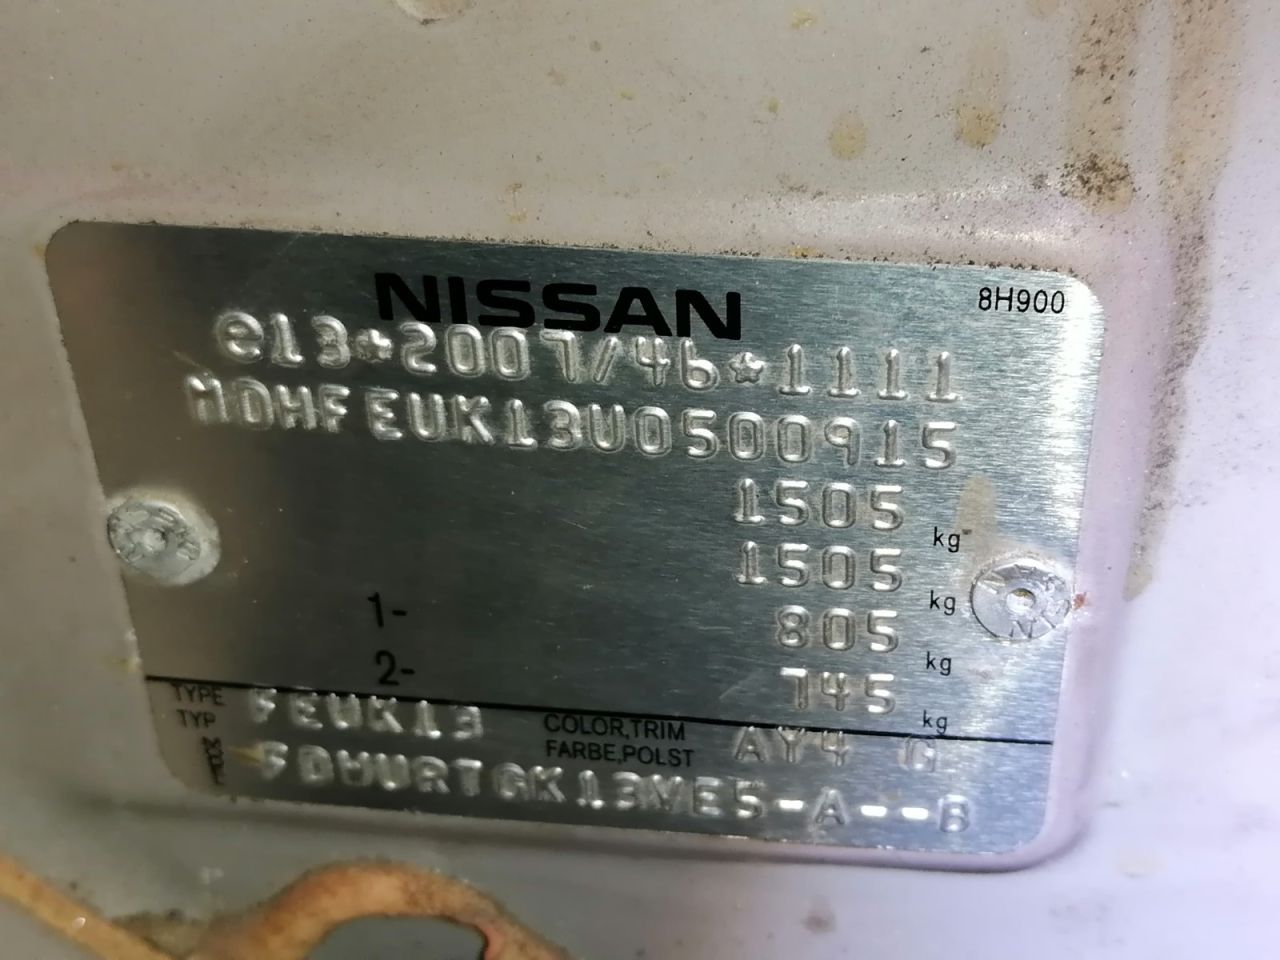 NISSAN
8H900
e13*2007/46*1111
MDHFEUK13U0500915
1505 kg
1505 kg
1- 805 kg
2- 745 kg
TYPE
TYP
FEUK13
COLOR,TRIM
FARBE,POLST
AY4 G
FDWURTGK13VE5-A--B